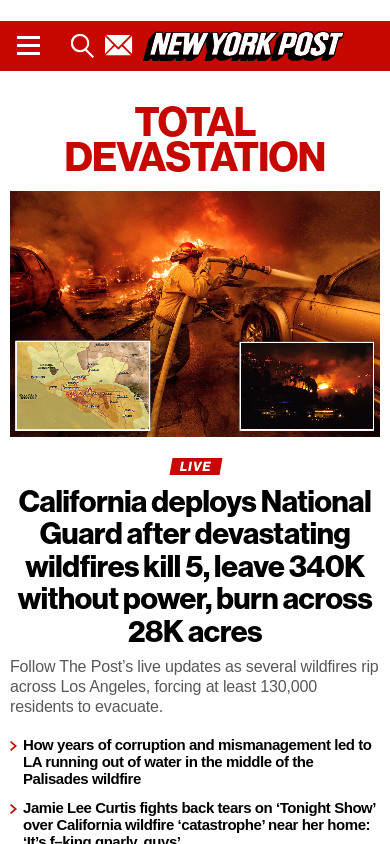 NEW YORK POST
TOTAL
DEVASTATION
LIVE
California deploys National
Guard after devastating
wildfires kill 5, leave 340K
without power, burn across
28K acres
Follow The Post’s live updates as several wildfires rip
across Los Angeles, forcing at least 130,000
residents to evacuate.
How years of corruption and mismanagement led to
LA running out of water in the middle of the
Palisades wildfire
Jamie Lee Curtis fights back tears on ‘Tonight Show’
over California wildfire ‘catastrophe’ near her home:
‘It’s f–king gnarly, guys’